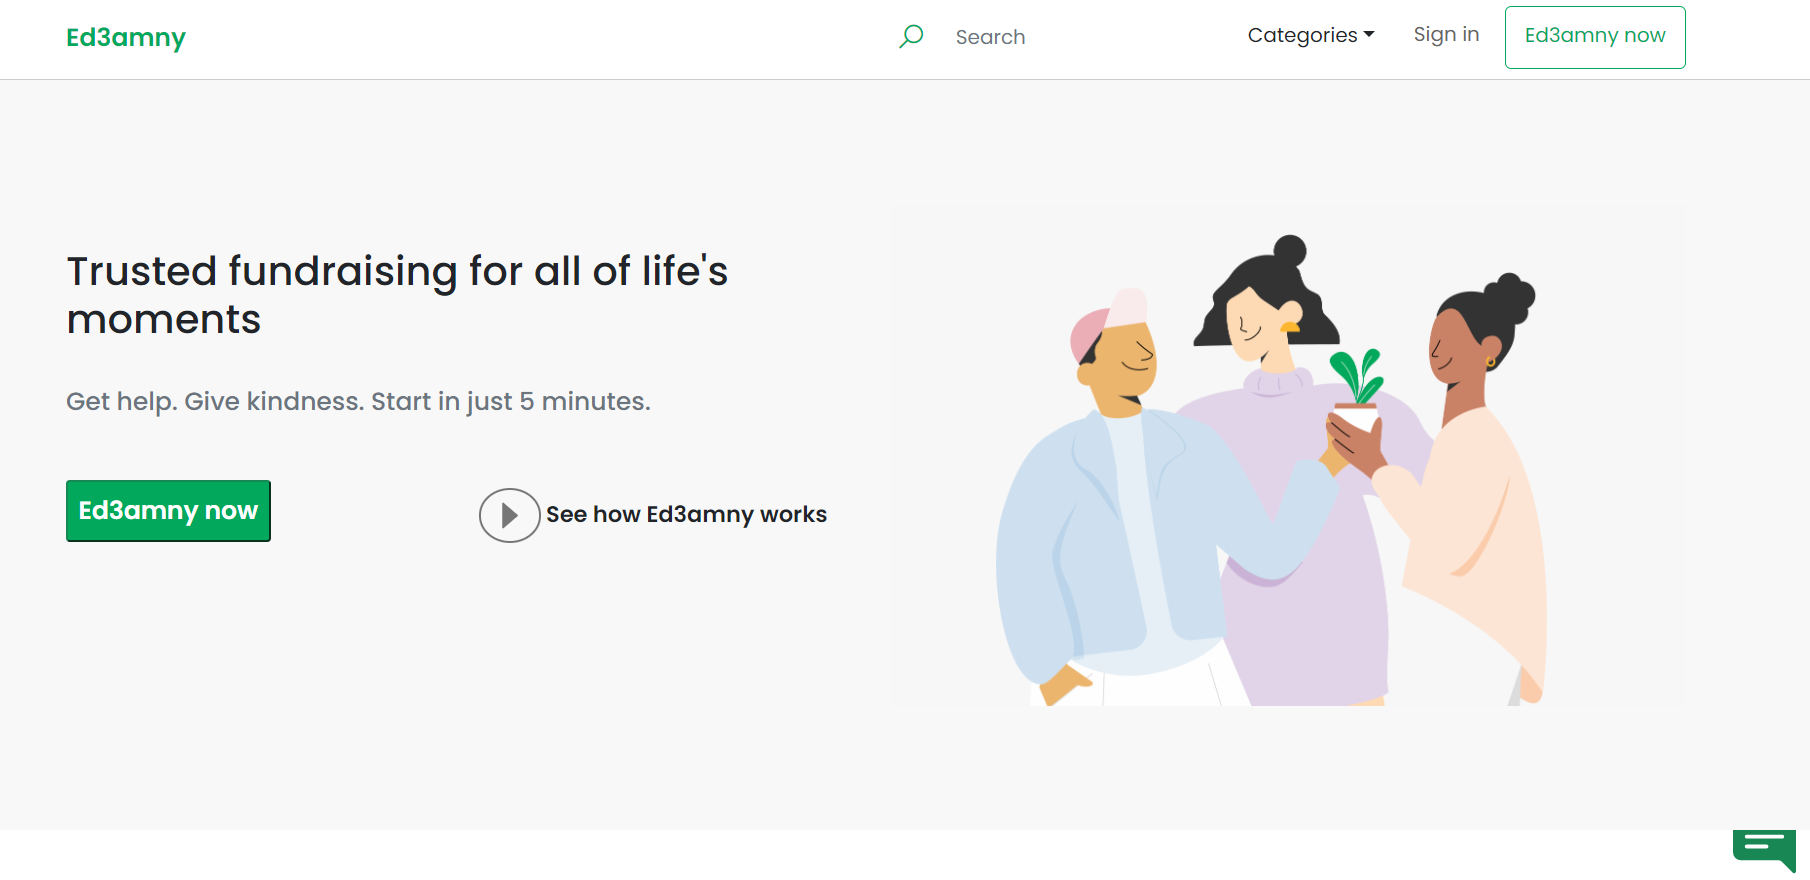 Ed3amny
Search
Categories
Sign in
Ed3amny now
Trusted fundraising for all of life's
moments
Get help. Give kindness. Start in just 5 minutes.
Ed3amny now
See how Ed3amny works